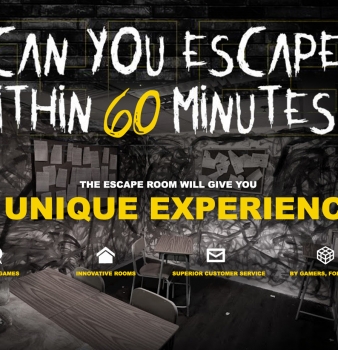 CAN YOU ESCAPE
ITHIN 60 MINUTES
THE ESCAPE ROOM WILL GIVE YOU
UNIQUE EXPERIENC
GAMES
INNOVATIVE ROOMS
SUPERIOR CUSTOMER SERVICE
BY GAMERS, FO